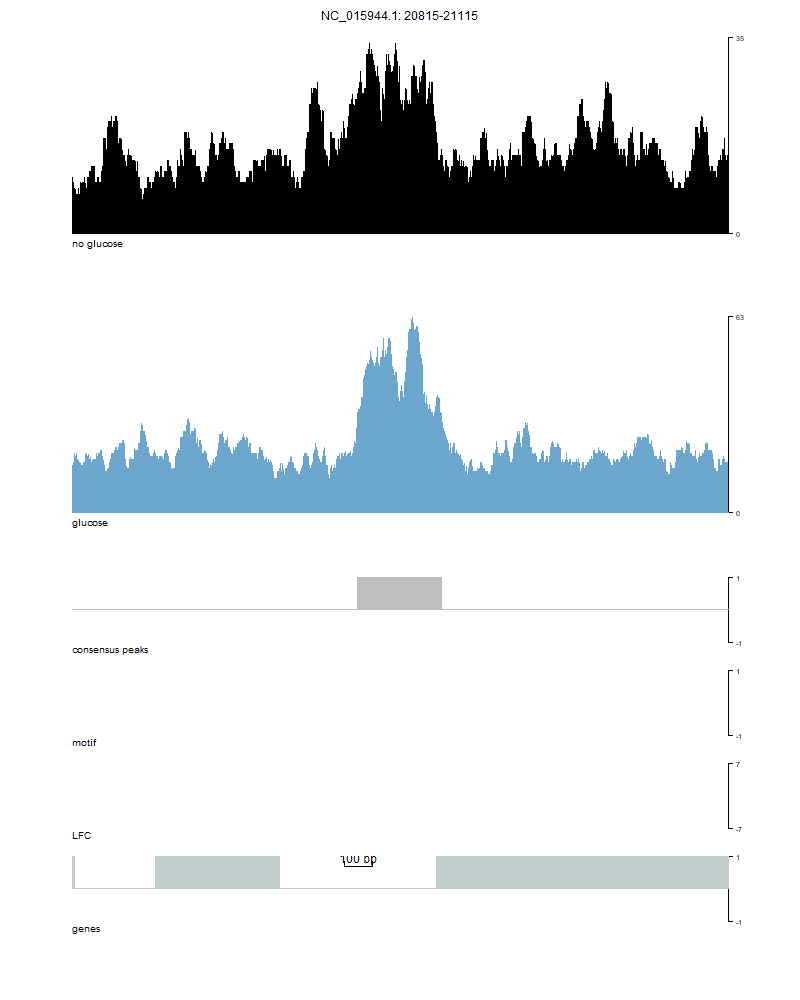 NC_015944.1: 20815-21115
35
0
no glucose
63
0
glucose
1
-1
consensus peaks
1
-1
motif
7
-7
LFC
100 bp
1
-1
genes